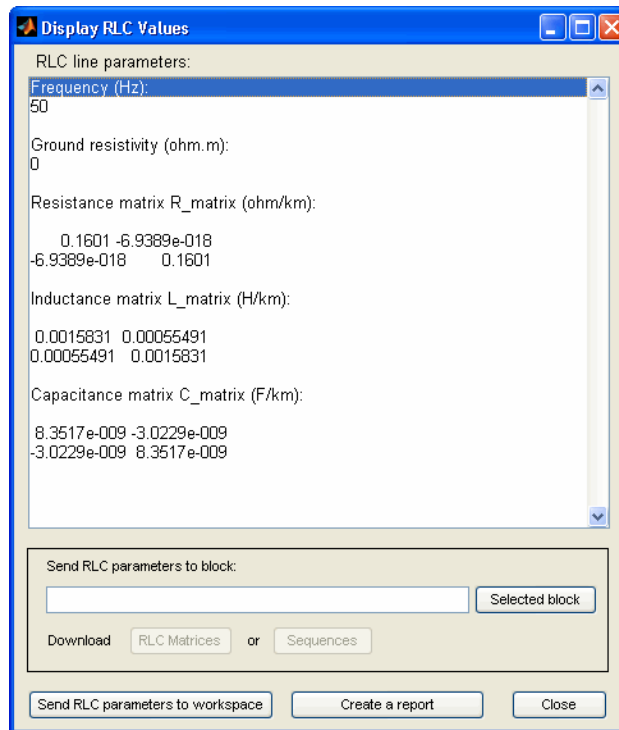 Display RLC Values
RLC line parameters:
Frequency (Hz):
50
Ground resistivity (ohm.m):
0
Resistance matrix R_matrix (ohm/km):
0.1601 -6.9389e-018
-6.9389e-018 0.1601
Inductance matrix L_matrix (H/km):
0.0015831 0.00055491
0.00055491 0.0015831
Capacitance matrix C_matrix (F/km):
8.3517e-009 -3.0229e-009
-3.0229e-009 8.3517e-009
Send RLC parameters to block:
Selected block
Download RLC Matrices or Sequences
Send RLC parameters to workspace Create a report Close